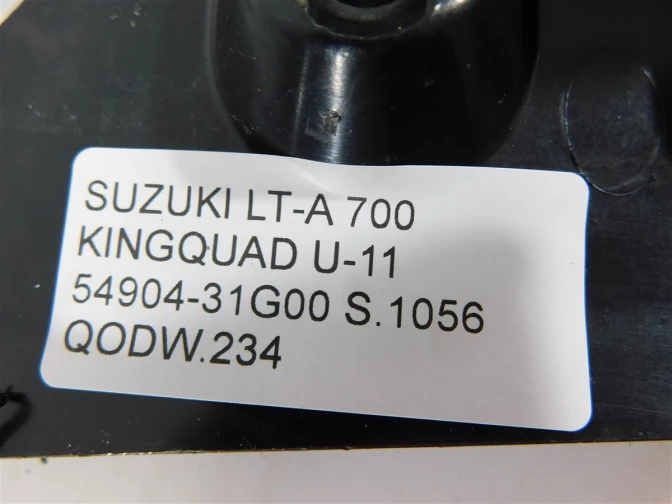 SUZUKI LT-A 700
KINGQUAD U-11
54904-31G00 S.1056
QODW.234